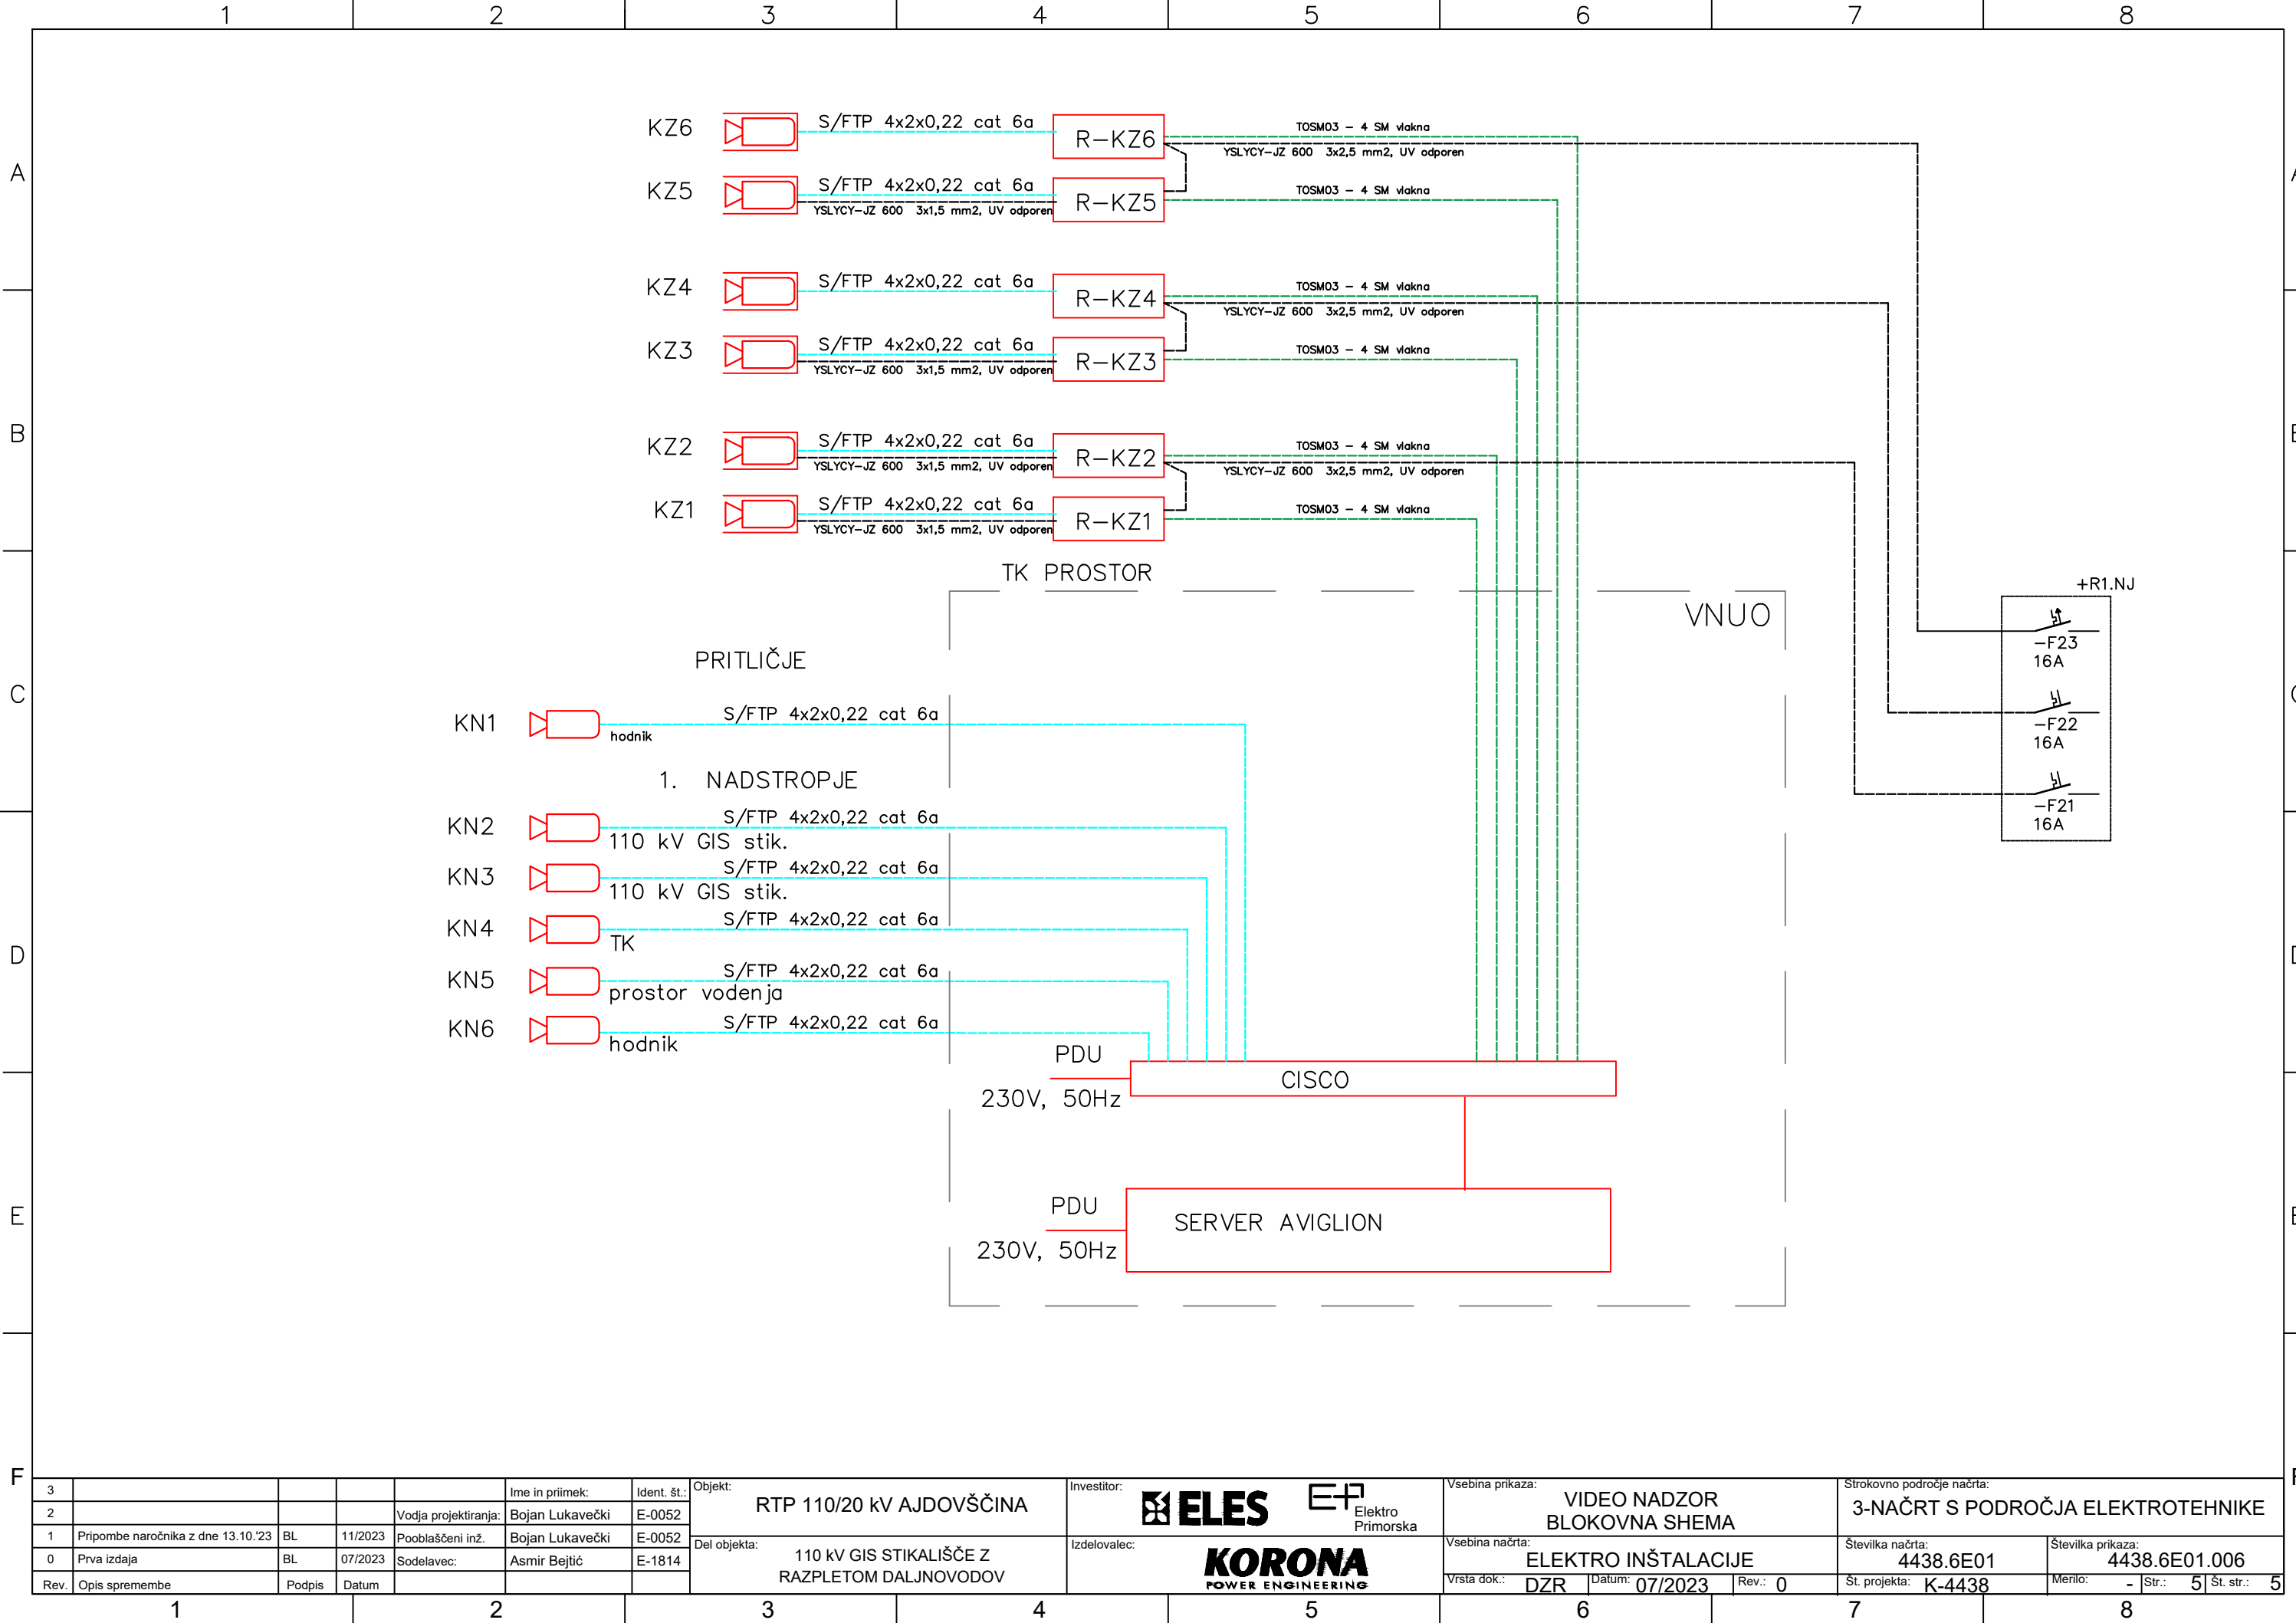 1 2 3 4 5 6 7 8
A
B
C
D
E
F
KZ6 S/FTP 4x2x0,22 cat 6a R-KZ6 TOSM03 - 4 SM vlakna
YSLYCY-JZ 600 3x2,5 mm2, UV odporen
KZ5 S/FTP 4x2x0,22 cat 6a R-KZ5 TOSM03 - 4 SM vlakna
YSLYCY-JZ 600 3x1,5 mm2, UV odporen
KZ4 S/FTP 4x2x0,22 cat 6a R-KZ4 TOSM03 - 4 SM vlakna
YSLYCY-JZ 600 3x2,5 mm2, UV odporen
KZ3 S/FTP 4x2x0,22 cat 6a R-KZ3 TOSM03 - 4 SM vlakna
YSLYCY-JZ 600 3x1,5 mm2, UV odporen
KZ2 S/FTP 4x2x0,22 cat 6a R-KZ2 TOSM03 - 4 SM vlakna
YSLYCY-JZ 600 3x1,5 mm2, UV odporen YSLYCY-JZ 600 3x2,5 mm2, UV odporen
KZ1 S/FTP 4x2x0,22 cat 6a R-KZ1 TOSM03 - 4 SM vlakna
YSLYCY-JZ 600 3x1,5 mm2, UV odporen
TK PROSTOR
VNUO
+R1.NJ
-F23
16A
-F22
16A
-F21
16A
PRITLIČJE
KN1 S/FTP 4x2x0,22 cat 6a
hodnik
1. NADSTROPJE
KN2 S/FTP 4x2x0,22 cat 6a
110 kV GIS stik.
KN3 S/FTP 4x2x0,22 cat 6a
110 kV GIS stik.
KN4 S/FTP 4x2x0,22 cat 6a
TK
KN5 S/FTP 4x2x0,22 cat 6a
prostor vodenja
KN6 S/FTP 4x2x0,22 cat 6a
hodnik
PDU
CISCO
230V, 50Hz
PDU
SERVER AVIGLION
230V, 50Hz
3 Ime in priimek: Ident. št.:
2 Vodja projektiranja: Bojan Lukavečki E-0052
1 Pripombe naročnika z dne 13.10.'23 BL 11/2023 Pooblaščeni inž. Bojan Lukavečki E-0052
0 Prva izdaja BL 07/2023 Sodelavec: Asmir Bejtić E-1814
Rev. Opis spremembe Podpis Datum
Objekt:
RTP 110/20 kV AJDOVŠČINA
Del objekta:
110 kV GIS STIKALIŠČE Z
RAZPLETOM DALJNOVODOV
Investitor:
ELES
Elektro
Primorska
Izdelovalec:
KORONA
POWER ENGINEERING
Vsebina prikaza:
VIDEO NADZOR
BLOKOVNA SHEMA
Vsebina načrta:
ELEKTRO INŠTALACIJE
Vrsta dok.: DZR Datum: 07/2023 Rev.: 0
Strokovno področje načrta:
3-NAČRT S PODROČJA ELEKTROTEHNIKE
Številka načrta:
4438.6E01
Številka prikaza:
4438.6E01.006
Št. projekta: K-4438 Merilo: - Str.: 5 Št. str.: 5
1 2 3 4 5 6 7 8